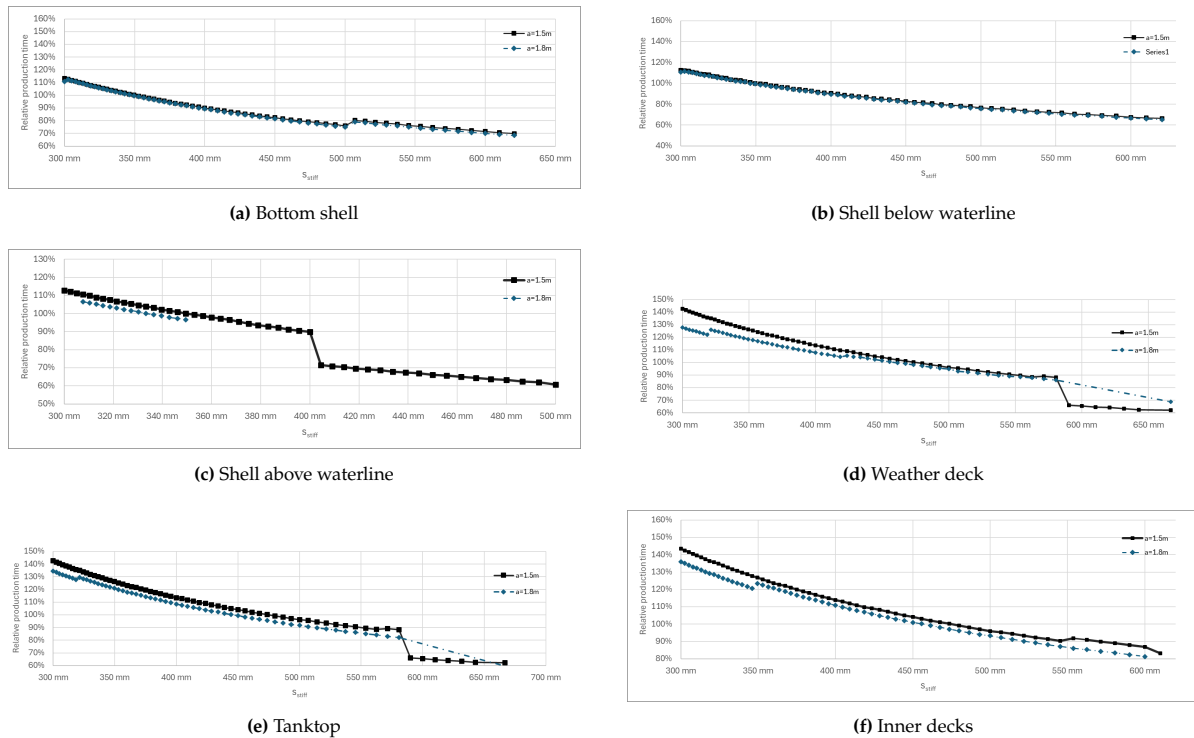 160%
150%
140%
130%
120%
110%
100%
90%
80%
70%
60%
Relative production time
300 mm 350 mm 400 mm 450 mm 500 mm 550 mm 600 mm 650 mm
s_stiff
a=1.5m
a=1.8m
(a) Bottom shell
160%
140%
120%
100%
80%
60%
40%
Relative production time
300 mm 350 mm 400 mm 450 mm 500 mm 550 mm 600 mm
s_stiff
a=1.5m
Series1
(b) Shell below waterline
130%
120%
110%
100%
90%
80%
70%
60%
50%
Relative production time
300 mm 320 mm 340 mm 360 mm 380 mm 400 mm 420 mm 440 mm 460 mm 480 mm 500 mm
s_stiff
a=1.5m
a=1.8m
(c) Shell above waterline
150%
140%
130%
120%
110%
100%
90%
80%
70%
60%
Relative production time
300 mm 350 mm 400 mm 450 mm 500 mm 550 mm 600 mm 650 mm
s_stiff
a=1.5m
a=1.8m
(d) Weather deck
150%
140%
130%
120%
110%
100%
90%
80%
70%
60%
Relative production time
300 mm 350 mm 400 mm 450 mm 500 mm 550 mm 600 mm 650 mm 700 mm
s_stiff
a=1.5m
a=1.8m
(e) Tanktop
160%
150%
140%
130%
120%
110%
100%
90%
80%
Relative production time
300 mm 350 mm 400 mm 450 mm 500 mm 550 mm 600 mm
s_stiff
a=1.5m
a=1.8m
(f) Inner decks